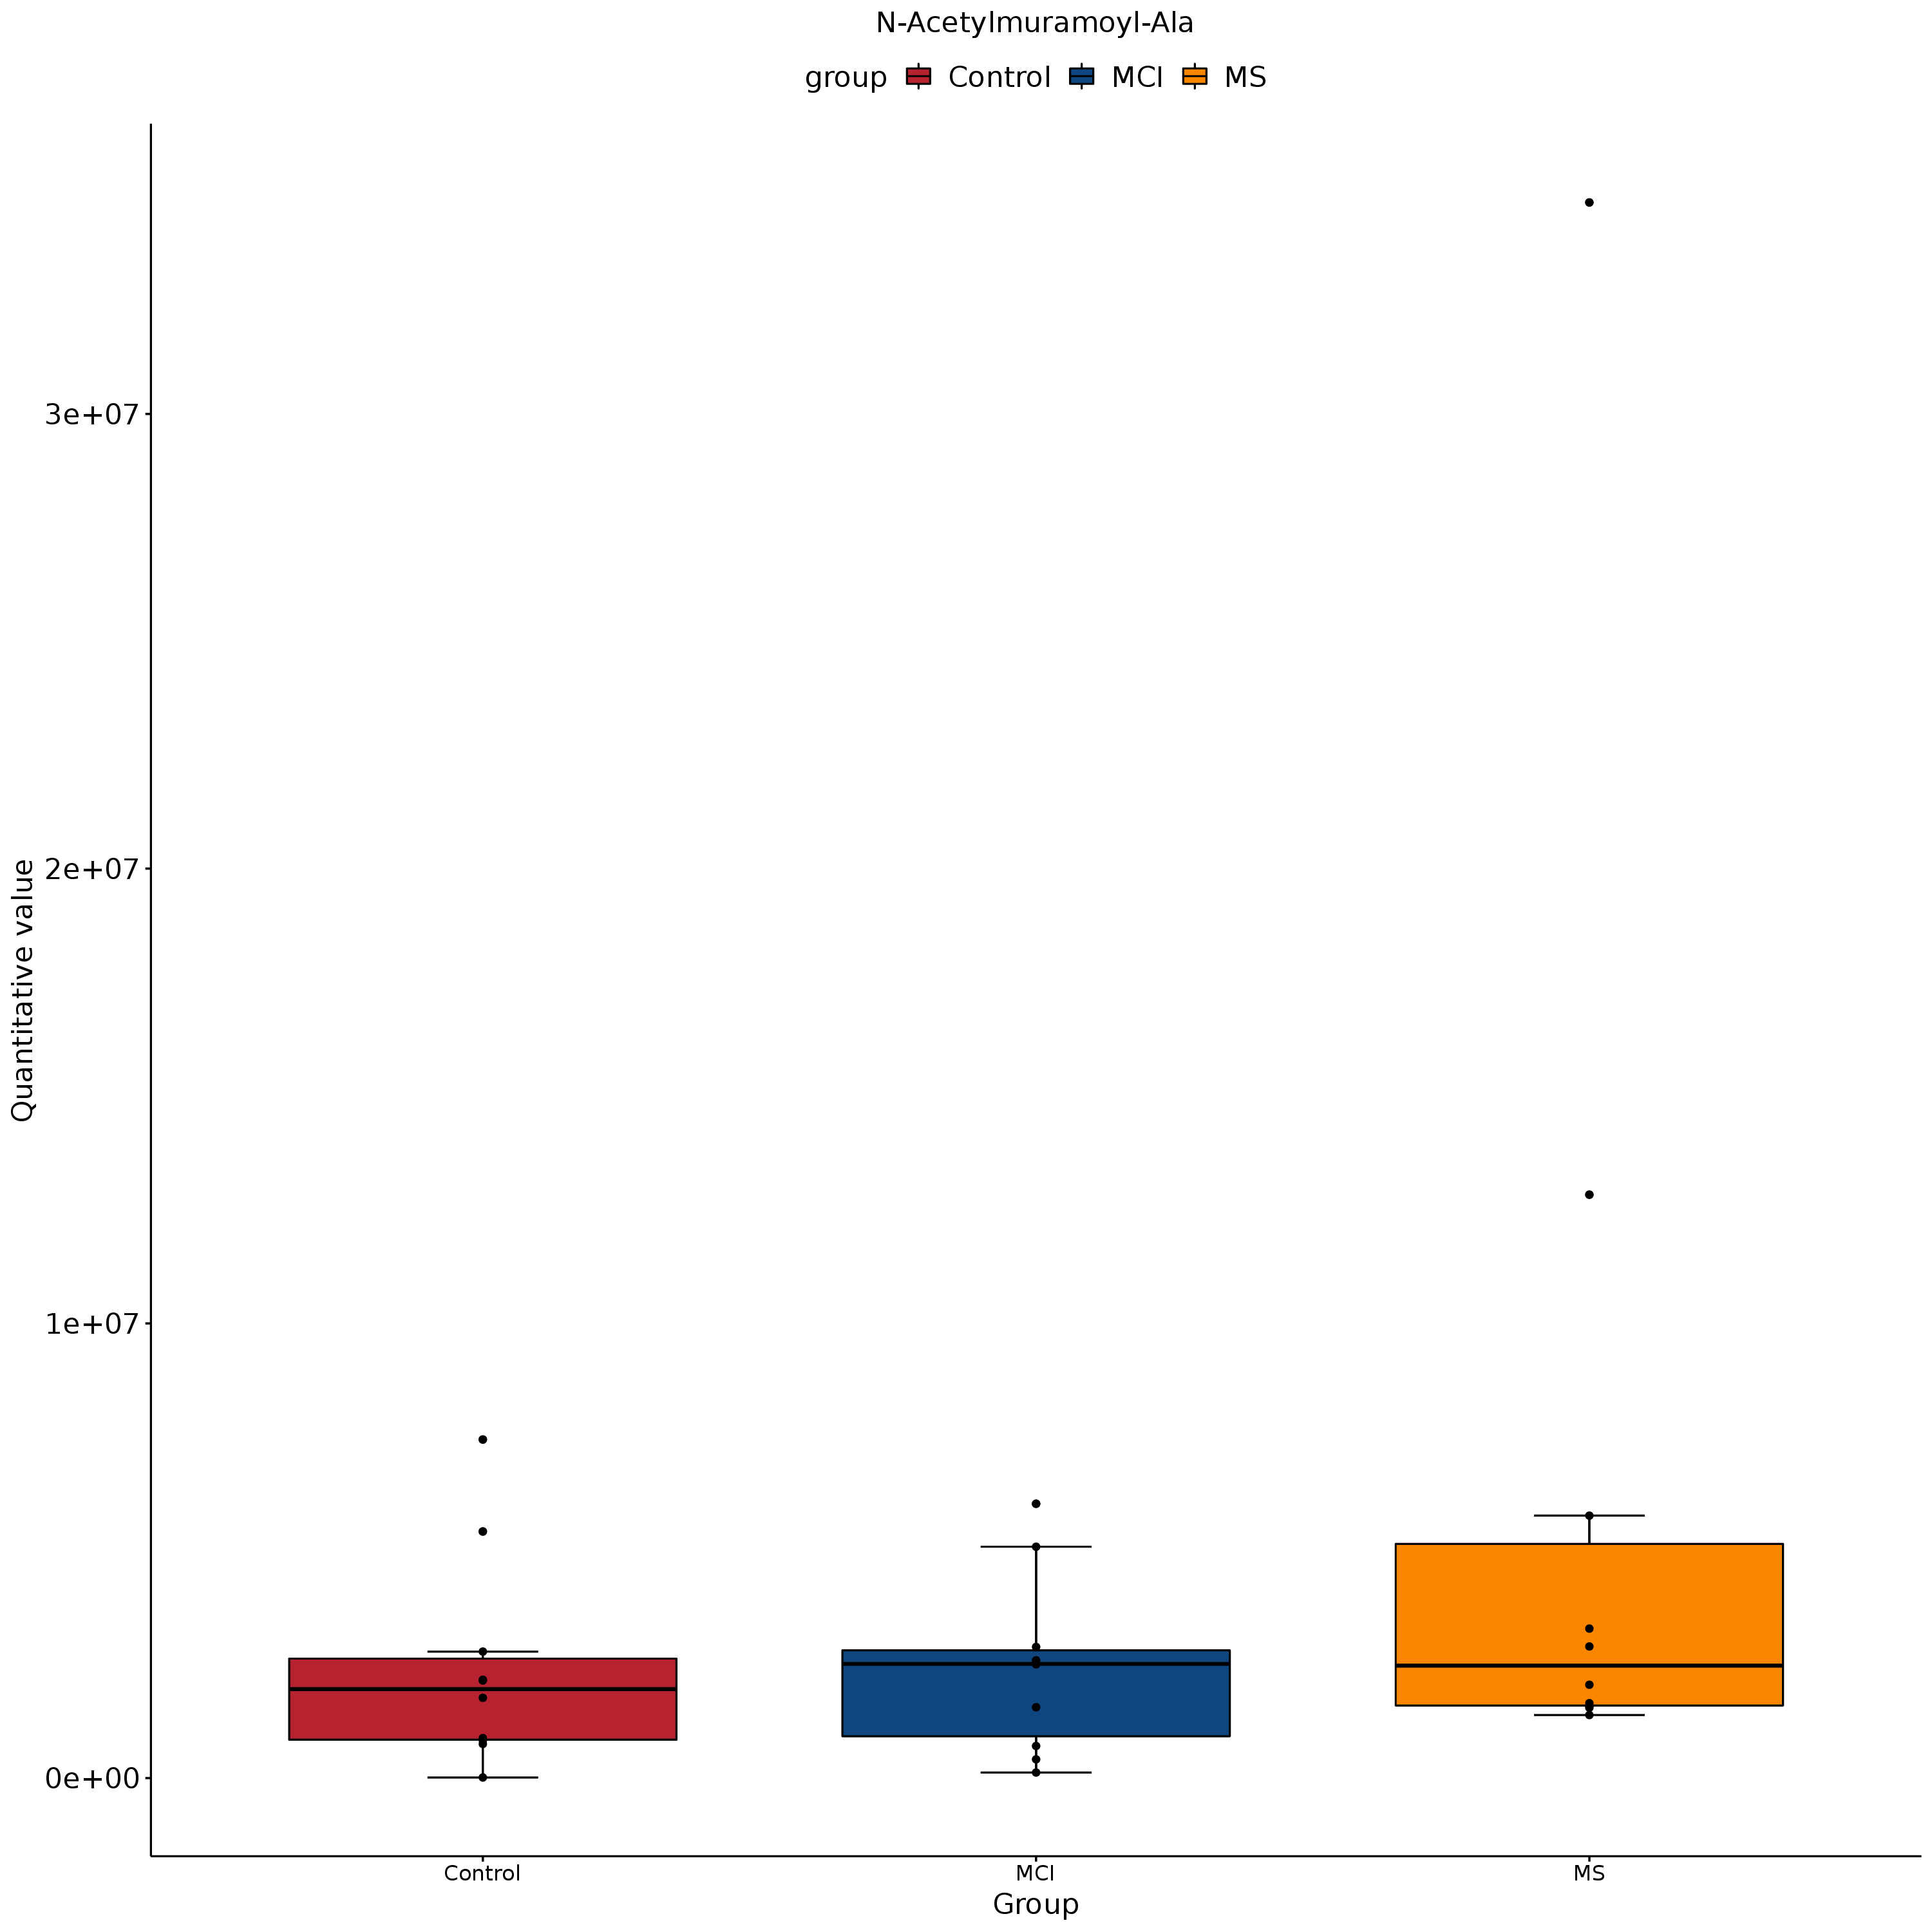 N-Acetylmuramoyl-Ala
group Control MCI MS
3e+07
2e+07
1e+07
0e+00
Quantitative value
Control MCI MS
Group